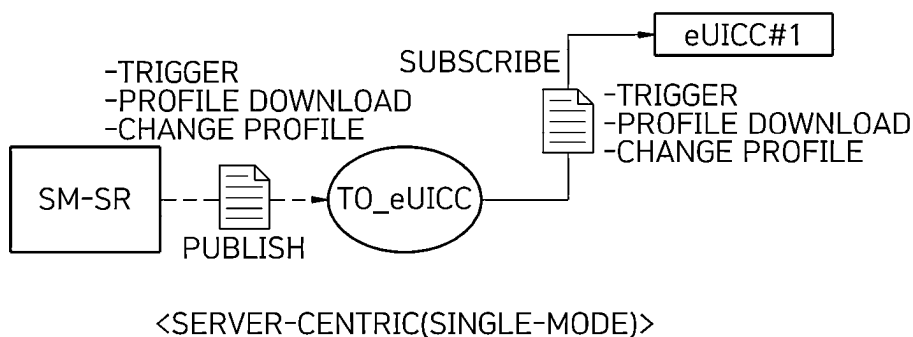 eUICC#1
SUBSCRIBE
-TRIGGER
-PROFILE DOWNLOAD
-CHANGE PROFILE
-TRIGGER
-PROFILE DOWNLOAD
-CHANGE PROFILE
SM-SR
TO_eUICC
PUBLISH
<SERVER-CENTRIC(SINGLE-MODE)>